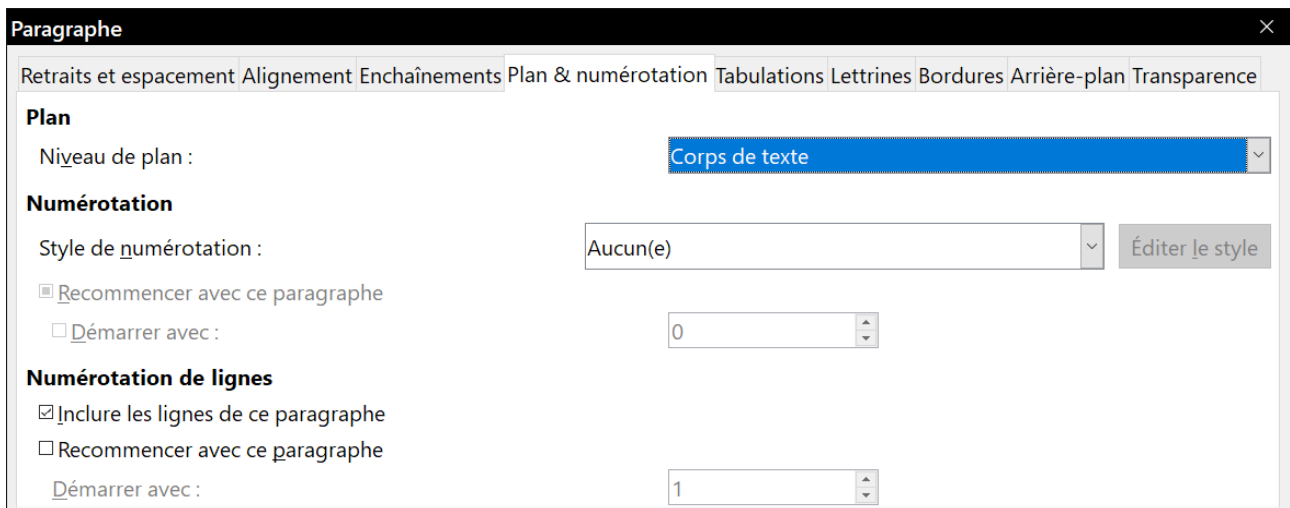 Paragraphe
Retraits et espacement Alignement Enchaînements Plan & numérotation Tabulations Lettrines Bordures Arrière-plan Transparence
Plan
Niveau de plan : Corps de texte
Numérotation
Style de numérotation : Aucun(e) Éditer le style
Recommencer avec ce paragraphe
Démarrer avec : 0
Numérotation de lignes
Inclure les lignes de ce paragraphe
Recommencer avec ce paragraphe
Démarrer avec : 1